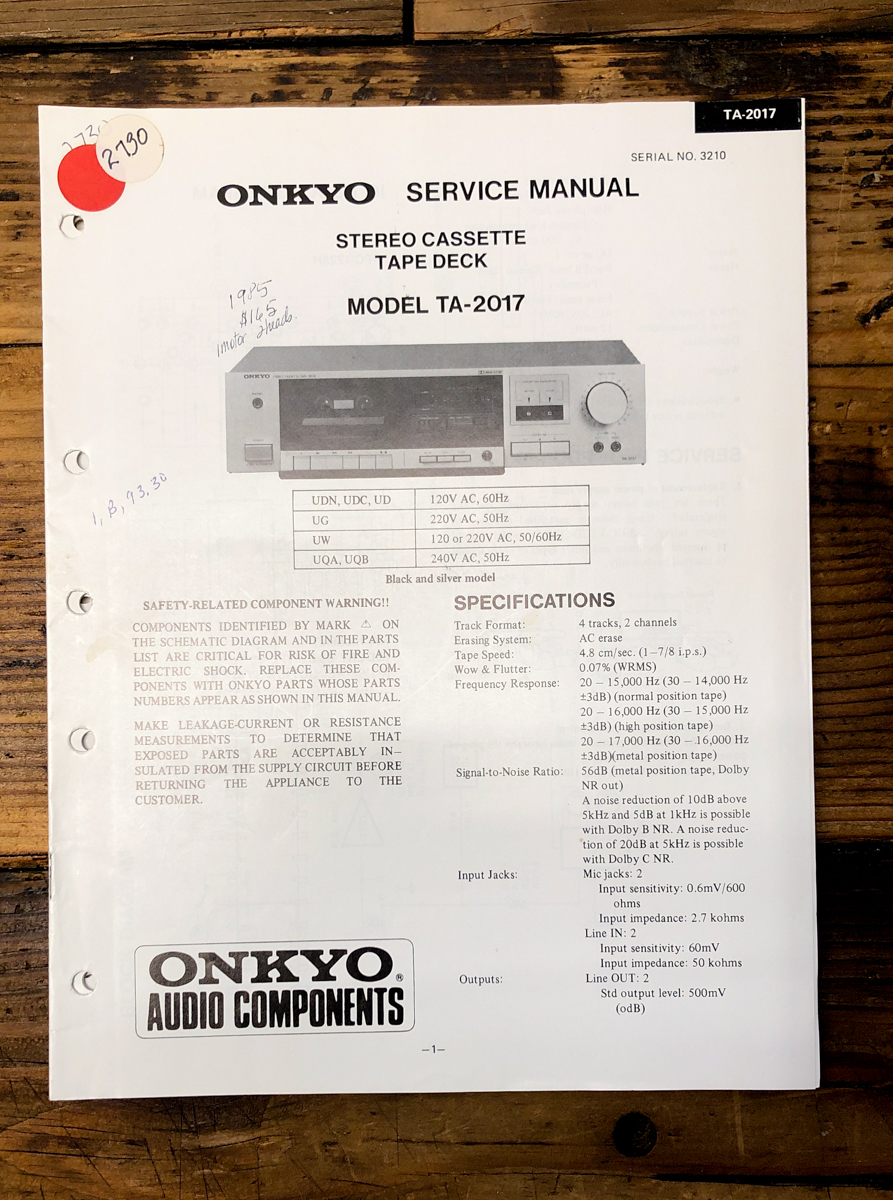 TA-2017
SERIAL NO. 3210
2790
ONKYO SERVICE MANUAL
STEREO CASSETTE
TAPE DECK
MODEL TA-2017
1985
$165
1 motor 2 heads.
ONKYO
1, B, 93.30
UDN, UDC, UD 120V AC, 60Hz
UG 220V AC, 50Hz
UW 120 or 220V AC, 50/60Hz
UQA, UQB 240V AC, 50Hz
Black and silver model
SAFETY-RELATED COMPONENT WARNING!!
COMPONENTS IDENTIFIED BY MARK ⚠ ON
THE SCHEMATIC DIAGRAM AND IN THE PARTS
LIST ARE CRITICAL FOR RISK OF FIRE AND
ELECTRIC SHOCK. REPLACE THESE COM-
PONENTS WITH ONKYO PARTS WHOSE PARTS
NUMBERS APPEAR AS SHOWN IN THIS MANUAL.
MAKE LEAKAGE-CURRENT OR RESISTANCE
MEASUREMENTS TO DETERMINE THAT
EXPOSED PARTS ARE ACCEPTABLY IN–
SULATED FROM THE SUPPLY CIRCUIT BEFORE
RETURNING THE APPLIANCE TO THE
CUSTOMER.
SPECIFICATIONS
Track Format: 4 tracks, 2 channels
Erasing System: AC erase
Tape Speed: 4.8 cm/sec. (1–7/8 i.p.s.)
Wow & Flutter: 0.07% (WRMS)
Frequency Response: 20 – 15,000 Hz (30 – 14,000 Hz
±3dB) (normal position tape)
20 – 16,000 Hz (30 – 15,000 Hz
±3dB) (high position tape)
20 – 17,000 Hz (30 – 16,000 Hz
±3dB)(metal position tape)
Signal-to-Noise Ratio: 56dB (metal position tape, Dolby
NR out)
A noise reduction of 10dB above
5kHz and 5dB at 1kHz is possible
with Dolby B NR. A noise reduc-
tion of 20dB at 5kHz is possible
with Dolby C NR.
Input Jacks: Mic jacks: 2
Input sensitivity: 0.6mV/600
ohms
Input impedance: 2.7 kohms
Line IN: 2
Input sensitivity: 60mV
Input impedance: 50 kohms
Outputs: Line OUT: 2
Std output level: 500mV
(odB)
ONKYO®
AUDIO COMPONENTS
–1–